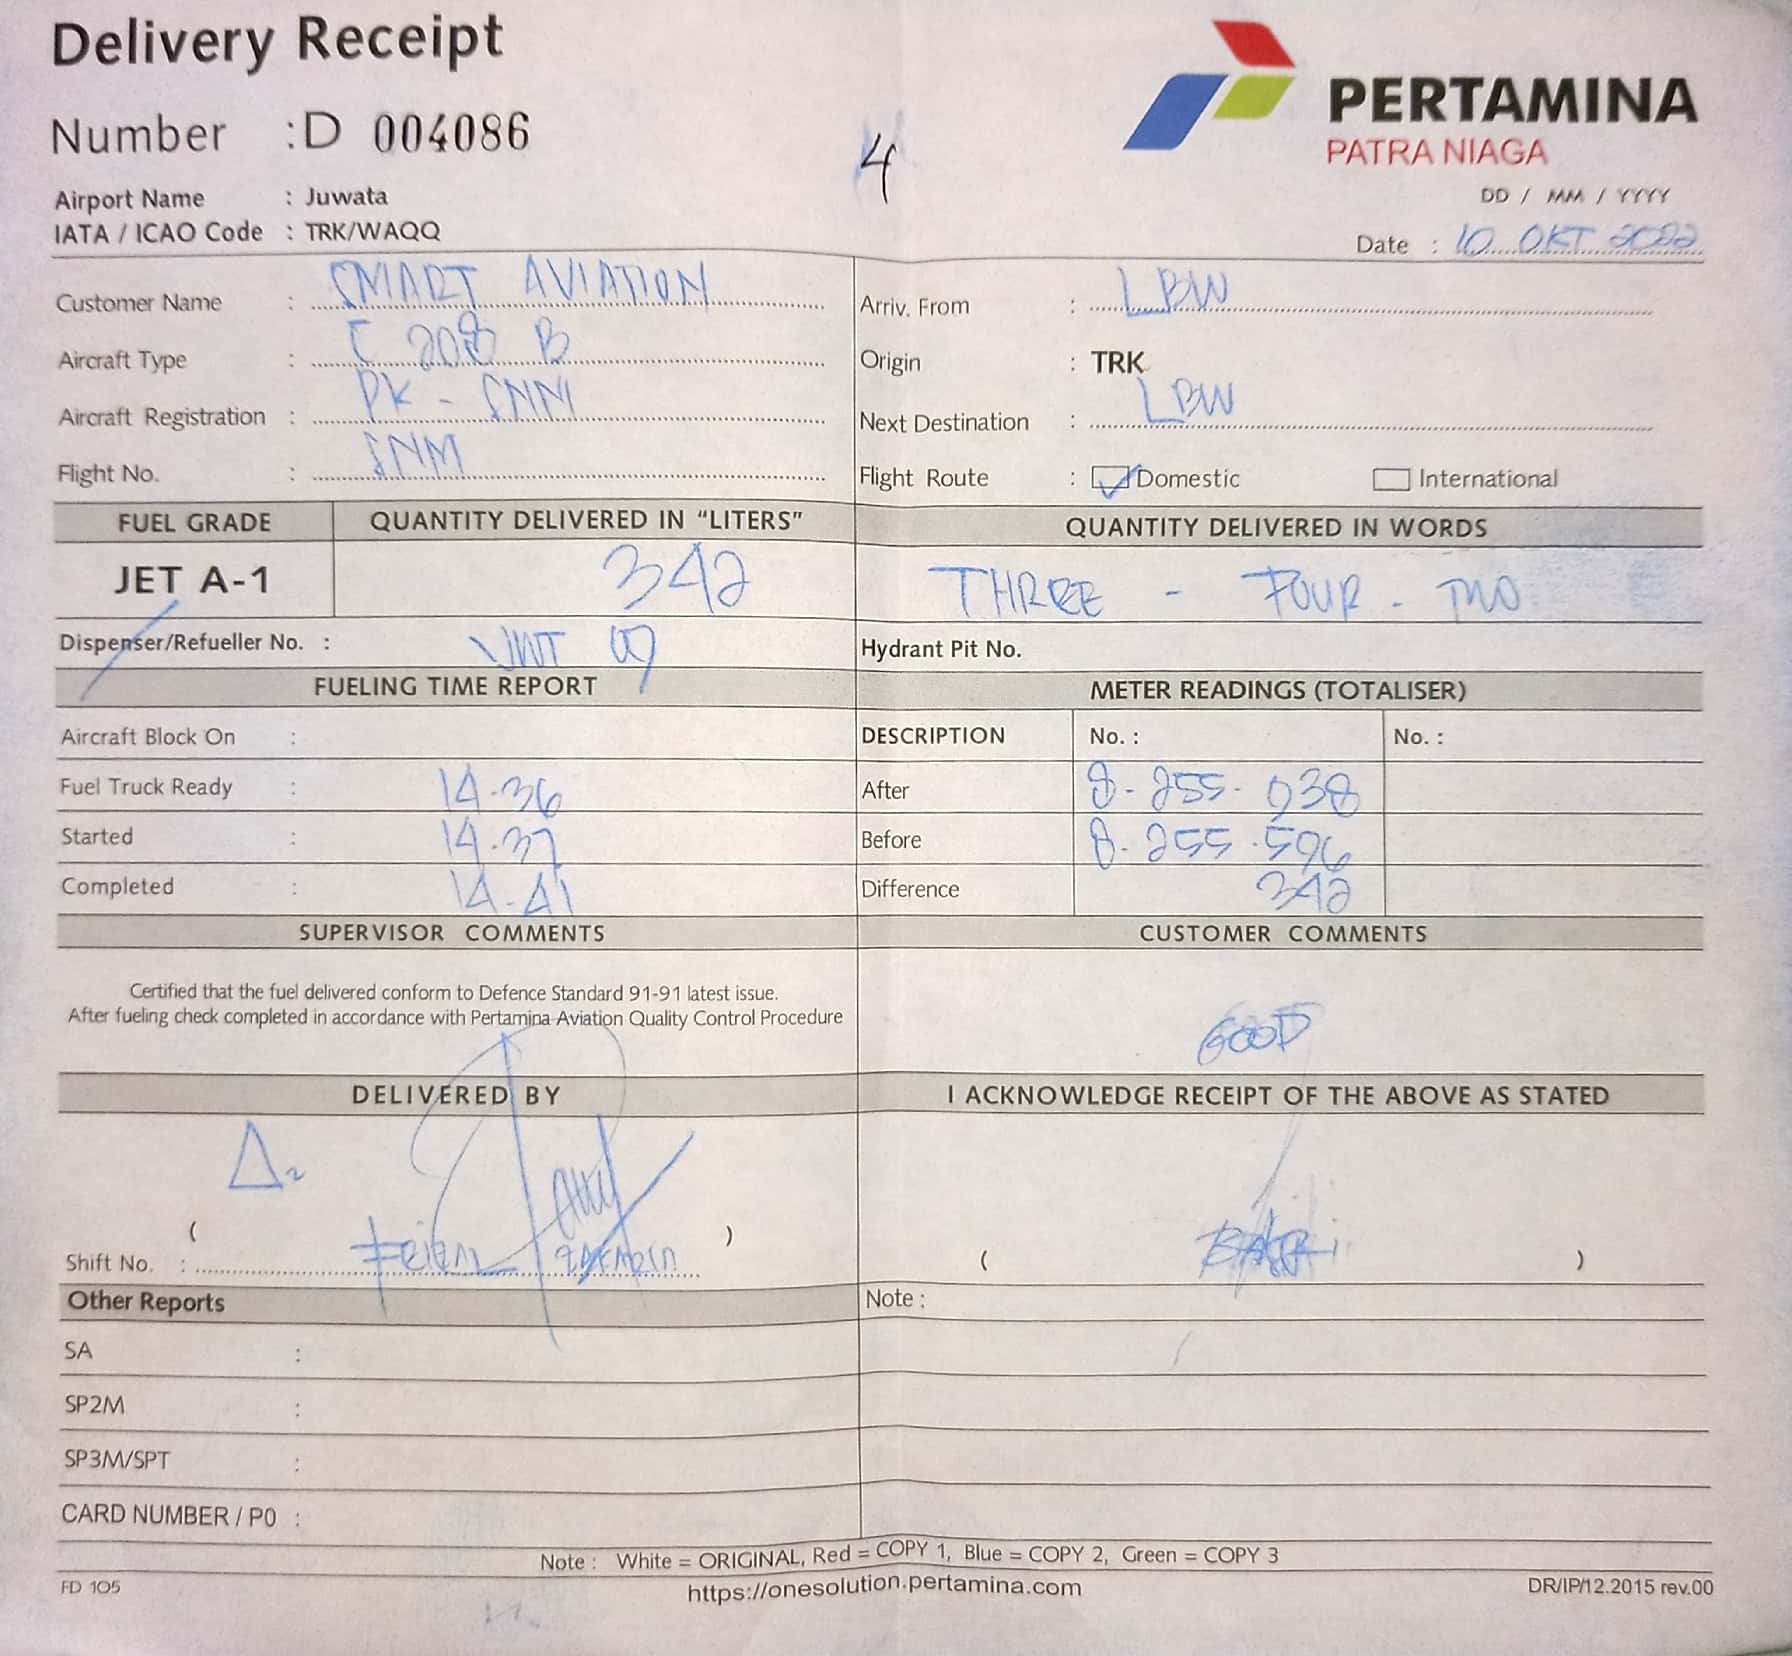 Delivery Receipt
PERTAMINA
PATRA NIAGA
Number : D 004086
4
DD / MM / YYYY
Airport Name : Juwata
IATA / ICAO Code : TRK/WAQQ
Date : 10 OKT 2022
Customer Name : SMART AVIATION
Arriv. From : LBW
Aircraft Type : C 208 B
Origin : TRK
Aircraft Registration : PK - SNM
Next Destination : LBW
Flight No. : SNM
Flight Route : Domestic International
FUEL GRADE QUANTITY DELIVERED IN “LITERS” QUANTITY DELIVERED IN WORDS
JET A-1 342 THREE - FOUR - TWO
Dispenser/Refueller No. : 09
Hydrant Pit No.
FUELING TIME REPORT METER READINGS (TOTALISER)
Aircraft Block On :
DESCRIPTION No. : No. :
Fuel Truck Ready : 14.36
After 8.255.938
Started : 14.37
Before 8.255.596
Completed : 14.41
Difference 342
SUPERVISOR COMMENTS CUSTOMER COMMENTS
Certified that the fuel delivered conform to Defence Standard 91-91 latest issue.
After fueling check completed in accordance with Pertamina Aviation Quality Control Procedure
GOOD
DELIVERED BY I ACKNOWLEDGE RECEIPT OF THE ABOVE AS STATED
Δ2
( )
Shift No. :
( )
Other Reports
Note :
SA :
SP2M :
SP3M/SPT :
CARD NUMBER / P0 :
Note : White = ORIGINAL, Red = COPY 1, Blue = COPY 2, Green = COPY 3
FD 105 https://onesolution.pertamina.com DR/IP/12.2015 rev.00